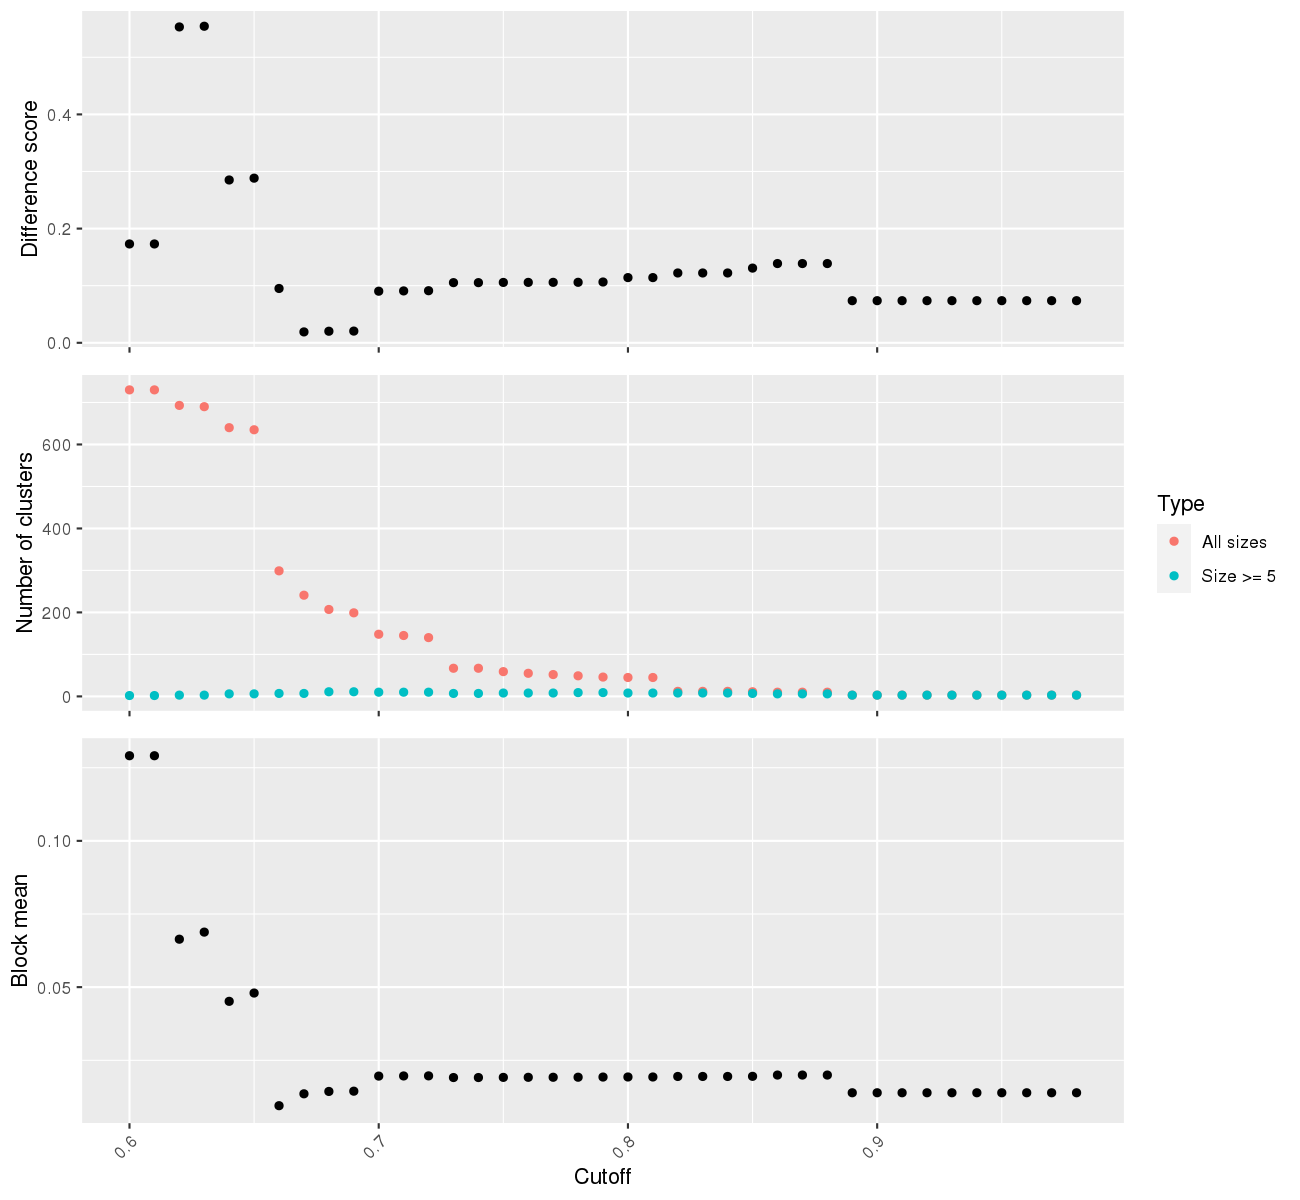 Difference score
0.4
0.2
0.0
Number of clusters
600
400
200
0
Type
All sizes
Size >= 5
Block mean
0.10
0.05
0.6
0.7
0.8
0.9
Cutoff